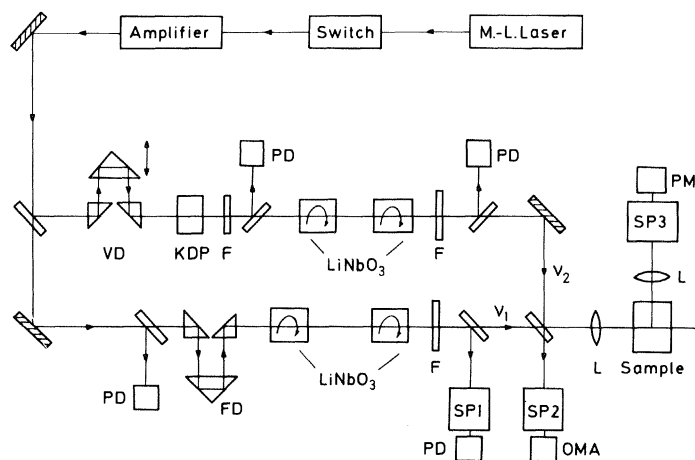 Amplifier
Switch
M.-L. Laser
PD
PD
PM
SP3
VD
KDP
F
LiNbO3
F
L
V2
V1
PD
FD
LiNbO3
F
L
Sample
SP1
SP2
PD
OMA